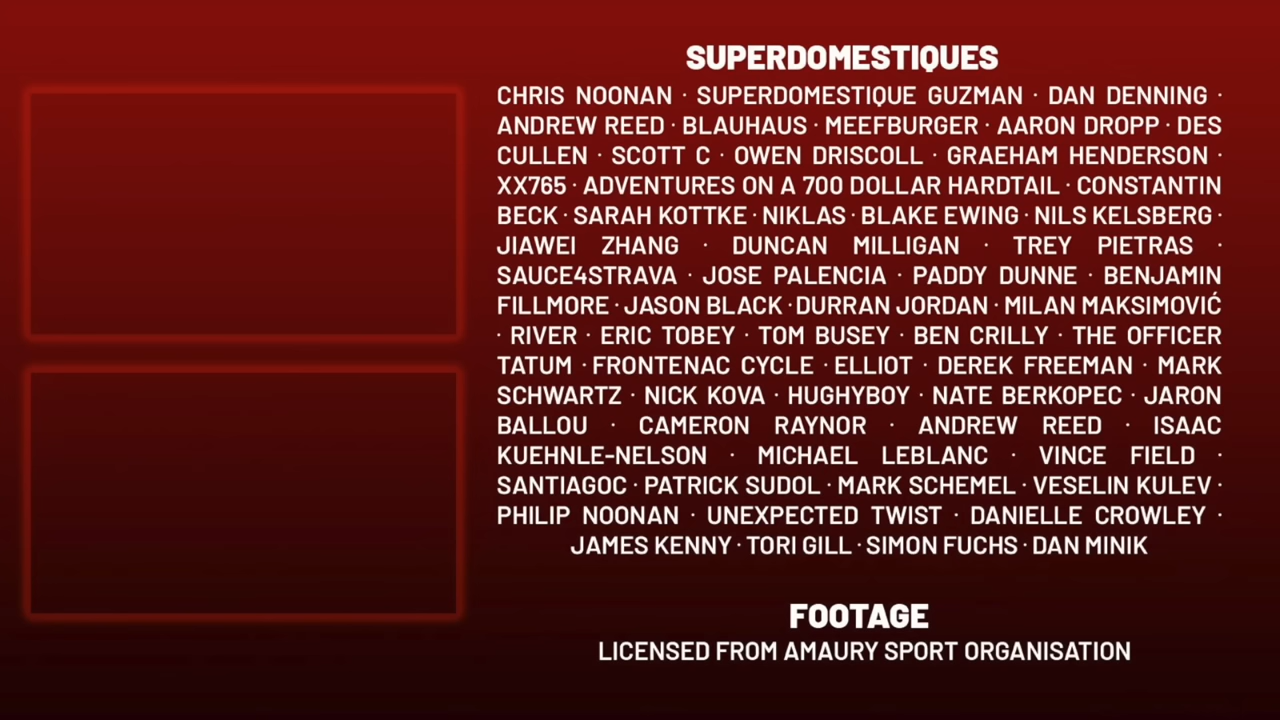 SUPERDOMESTIQUES
CHRIS NOONAN · SUPERDOMESTIQUE GUZMAN · DAN DENNING ·
ANDREW REED · BLAUHAUS · MEEFBURGER · AARON DROPP · DES
CULLEN · SCOTT C · OWEN DRISCOLL · GRAEHAM HENDERSON ·
XX765 · ADVENTURES ON A 700 DOLLAR HARDTAIL · CONSTANTIN
BECK · SARAH KOTTKE · NIKLAS · BLAKE EWING · NILS KELSBERG ·
JIAWEI ZHANG · DUNCAN MILLIGAN · TREY PIETRAS ·
SAUCE4STRAVA · JOSE PALENCIA · PADDY DUNNE · BENJAMIN
FILLMORE · JASON BLACK · DURRAN JORDAN · MILAN MAKSIMOVIĆ
· RIVER · ERIC TOBEY · TOM BUSEY · BEN CRILLY · THE OFFICER
TATUM · FRONTENAC CYCLE · ELLIOT · DEREK FREEMAN · MARK
SCHWARTZ · NICK KOVA · HUGHYBOY · NATE BERKOPEC · JARON
BALLOU · CAMERON RAYNOR · ANDREW REED · ISAAC
KUEHNLE-NELSON · MICHAEL LEBLANC · VINCE FIELD ·
SANTIAGOC · PATRICK SUDOL · MARK SCHEMEL · VESELIN KULEV ·
PHILIP NOONAN · UNEXPECTED TWIST · DANIELLE CROWLEY ·
JAMES KENNY · TORI GILL · SIMON FUCHS · DAN MINIK
FOOTAGE
LICENSED FROM AMAURY SPORT ORGANISATION